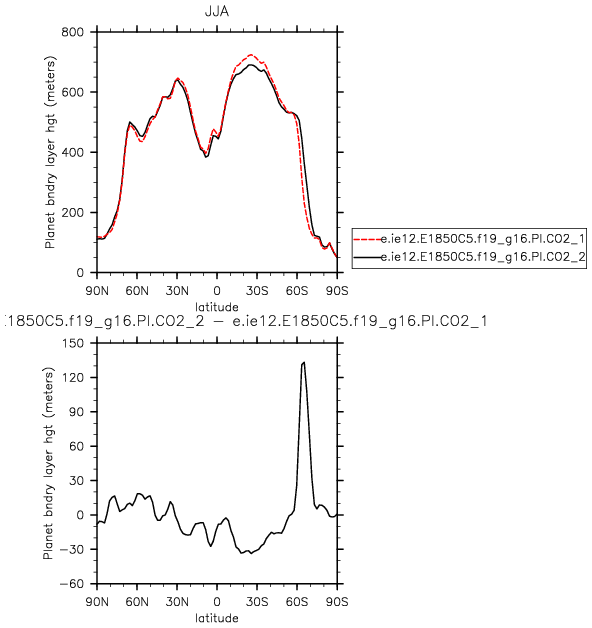 JJA
Planet bndry layer hgt (meters)
800
600
400
200
0
90N 60N 30N 0 30S 60S 90S
latitude
e.ie12.E1850C5.f19_g16.PI.CO2_1
e.ie12.E1850C5.f19_g16.PI.CO2_2
:1850C5.f19_g16.PI.CO2_2 − e.ie12.E1850C5.f19_g16.PI.CO2_1
Planet bndry layer hgt (meters)
150
120
90
60
30
0
−30
−60
90N 60N 30N 0 30S 60S 90S
latitude